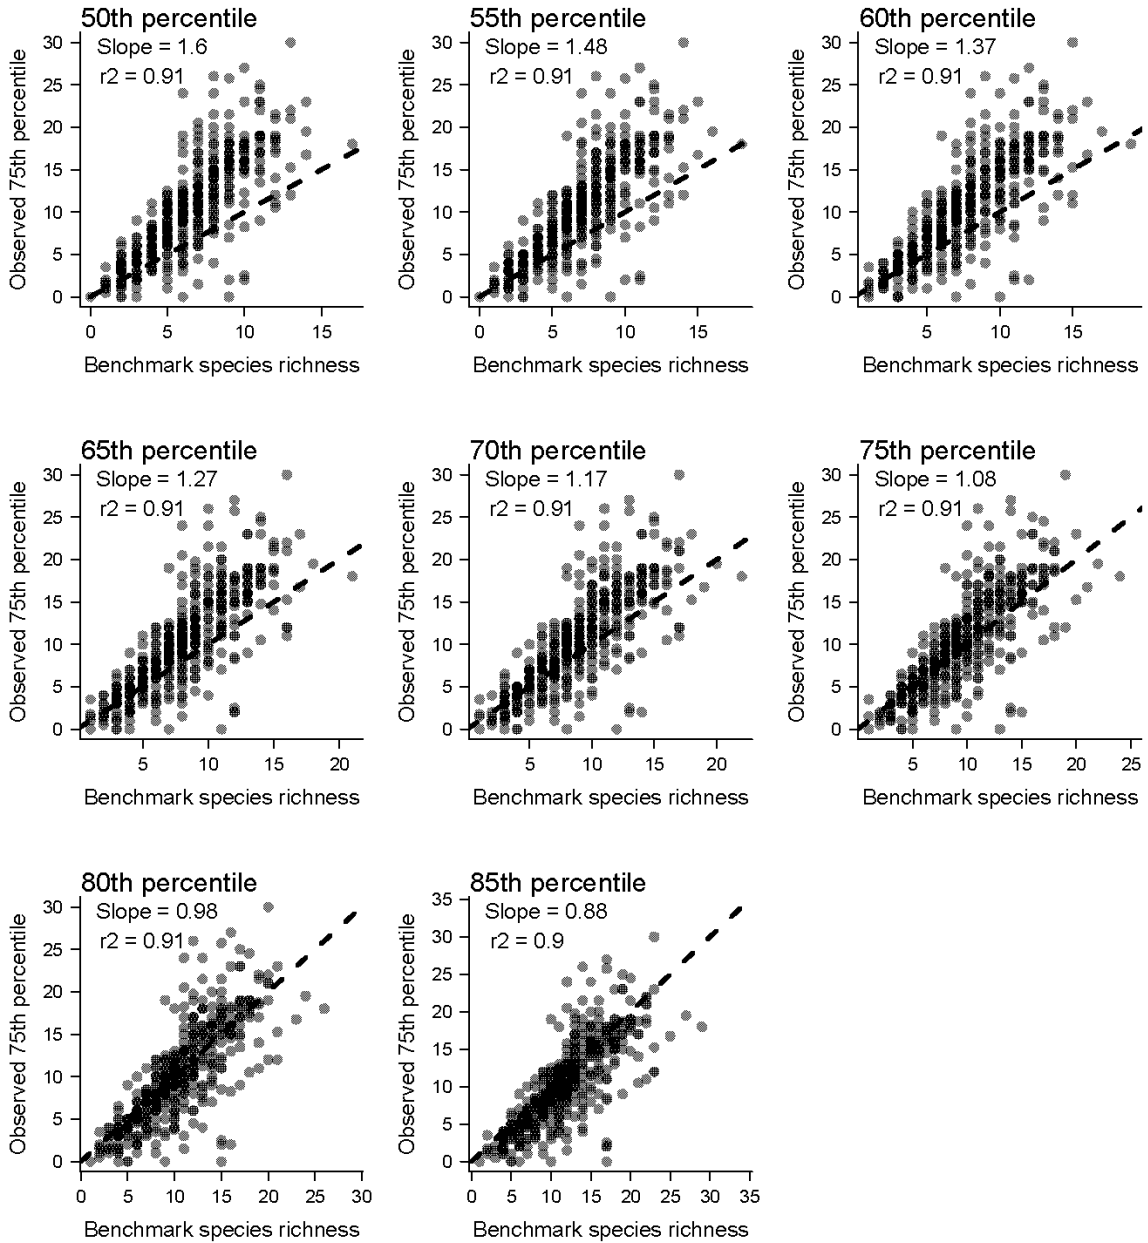 50th percentile
Slope = 1.6
r2 = 0.91
Observed 75th percentile
30
25
20
15
10
5
0
0 5 10 15
Benchmark species richness
55th percentile
Slope = 1.48
r2 = 0.91
Observed 75th percentile
30
25
20
15
10
5
0
0 5 10 15
Benchmark species richness
60th percentile
Slope = 1.37
r2 = 0.91
Observed 75th percentile
30
25
20
15
10
5
0
5 10 15
Benchmark species richness
65th percentile
Slope = 1.27
r2 = 0.91
Observed 75th percentile
30
25
20
15
10
5
0
5 10 15 20
Benchmark species richness
70th percentile
Slope = 1.17
r2 = 0.91
Observed 75th percentile
30
25
20
15
10
5
0
5 10 15 20
Benchmark species richness
75th percentile
Slope = 1.08
r2 = 0.91
Observed 75th percentile
30
25
20
15
10
5
0
5 10 15 20 25
Benchmark species richness
80th percentile
Slope = 0.98
r2 = 0.91
Observed 75th percentile
30
25
20
15
10
5
0
0 5 10 15 20 25 30
Benchmark species richness
85th percentile
Slope = 0.88
r2 = 0.9
Observed 75th percentile
35
30
25
20
15
10
5
0
0 5 10 15 20 25 30 35
Benchmark species richness